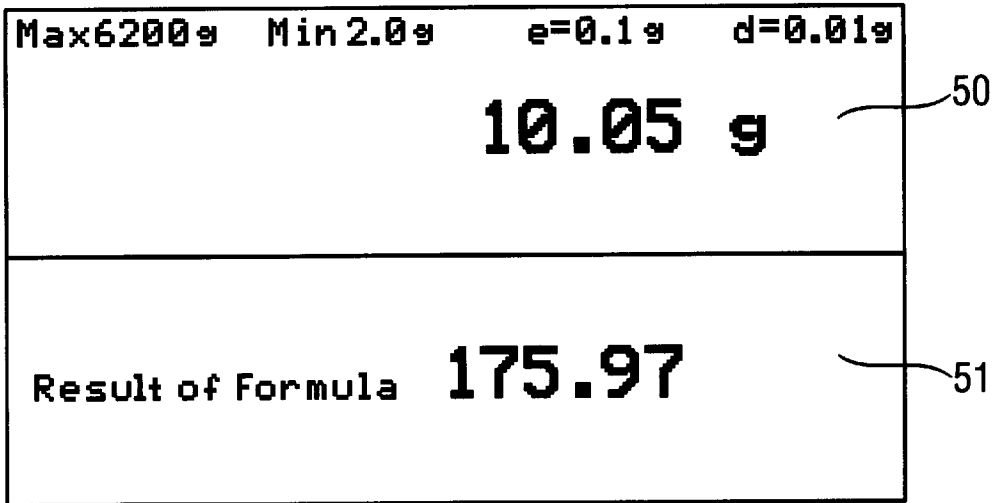 Max6200g Min2.0g e=0.1g d=0.01g
10.05 g
50
Result of Formula 175.97
51